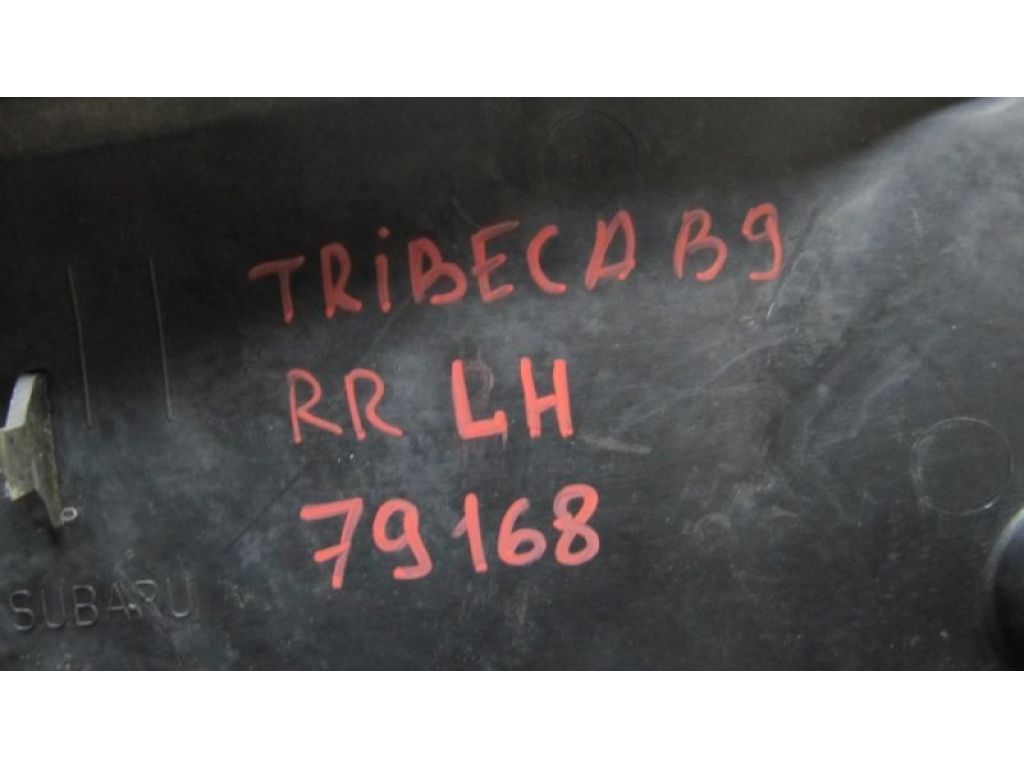 TRiBECA B9
RR LH
79168
SUBARU